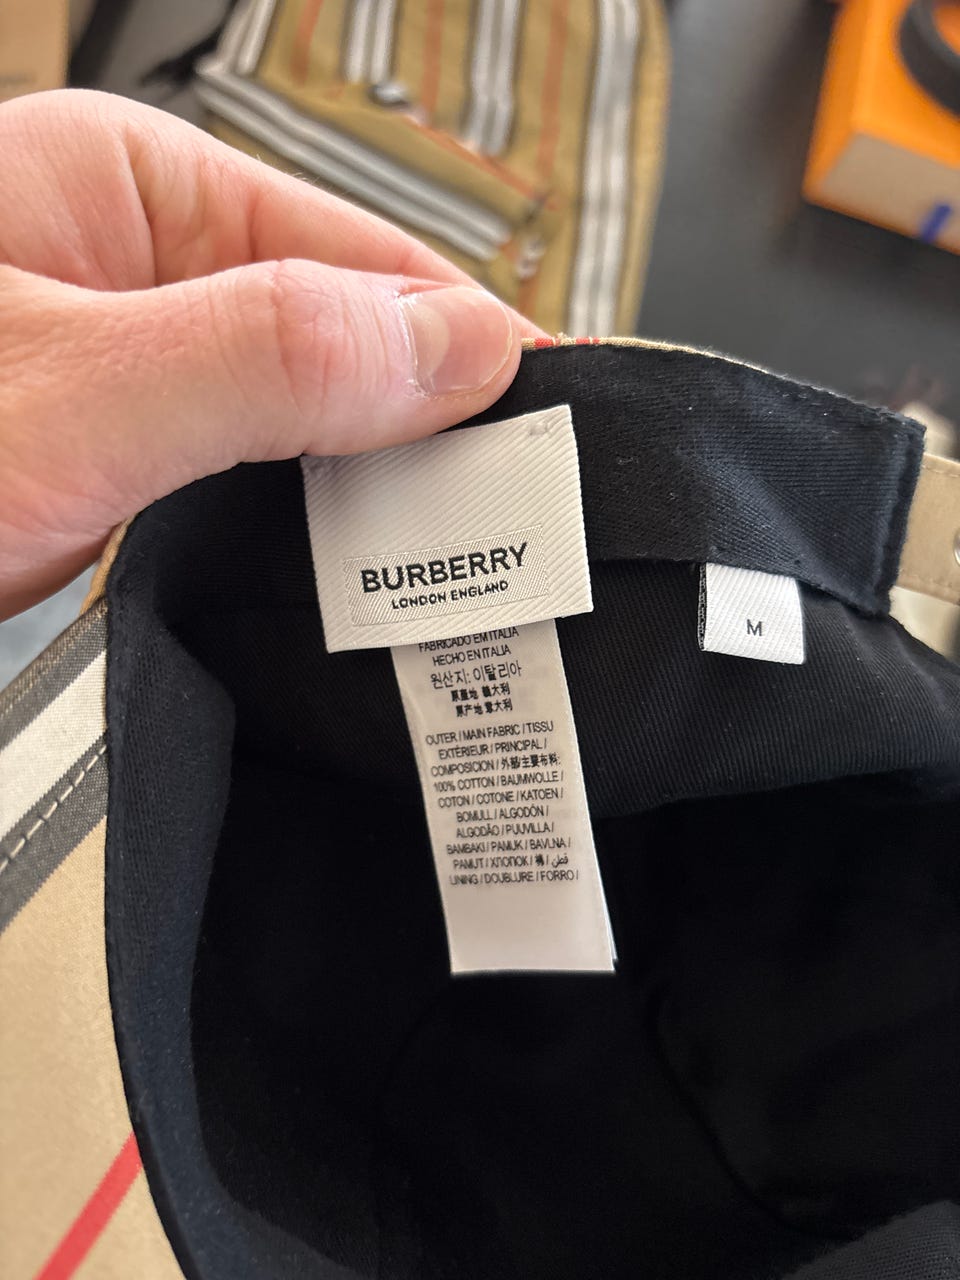 BURBERRY
LONDON ENGLAND
M
FABRICADO EM ITALIA
HECHO EN ITALIA
원산지: 이탈리아
原產地 義大利
原产地 意大利
OUTER / MAIN FABRIC / TISSU
EXTÉRIEUR / PRINCIPAL /
COMPOSICION / 外部/主要布料:
100% COTTON / BAUMWOLLE /
COTON / COTONE / KATOEN /
BOMULL / ALGODÓN /
ALGODÃO / PUUVILLA /
BAMBAKI / PAMUK / BAVLNA /
PAMUT / ХЛОПОК / 棉 / قطن /
LINING / DOUBLURE / FORRO /